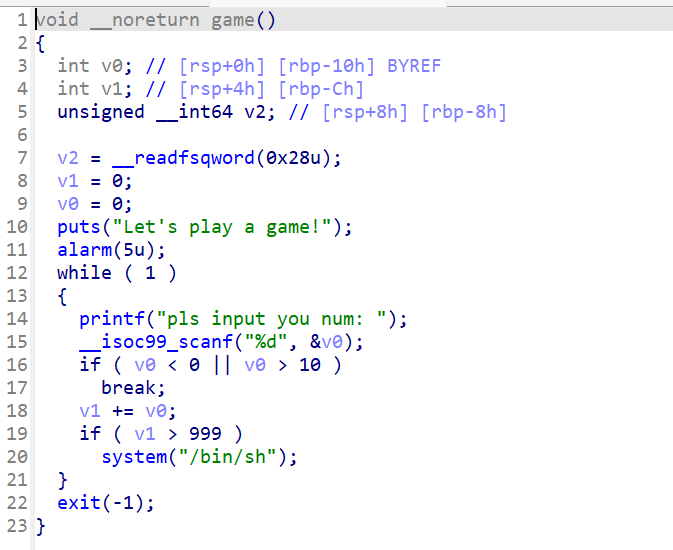 1 void __noreturn game()
2 {
3   int v0; // [rsp+0h] [rbp-10h] BYREF
4   int v1; // [rsp+4h] [rbp-Ch]
5   unsigned __int64 v2; // [rsp+8h] [rbp-8h]
6
7   v2 = __readfsqword(0x28u);
8   v1 = 0;
9   v0 = 0;
10   puts("Let's play a game!");
11   alarm(5u);
12   while ( 1 )
13   {
14     printf("pls input you num: ");
15     __isoc99_scanf("%d", &v0);
16     if ( v0 < 0 || v0 > 10 )
17       break;
18     v1 += v0;
19     if ( v1 > 999 )
20       system("/bin/sh");
21   }
22   exit(-1);
23 }